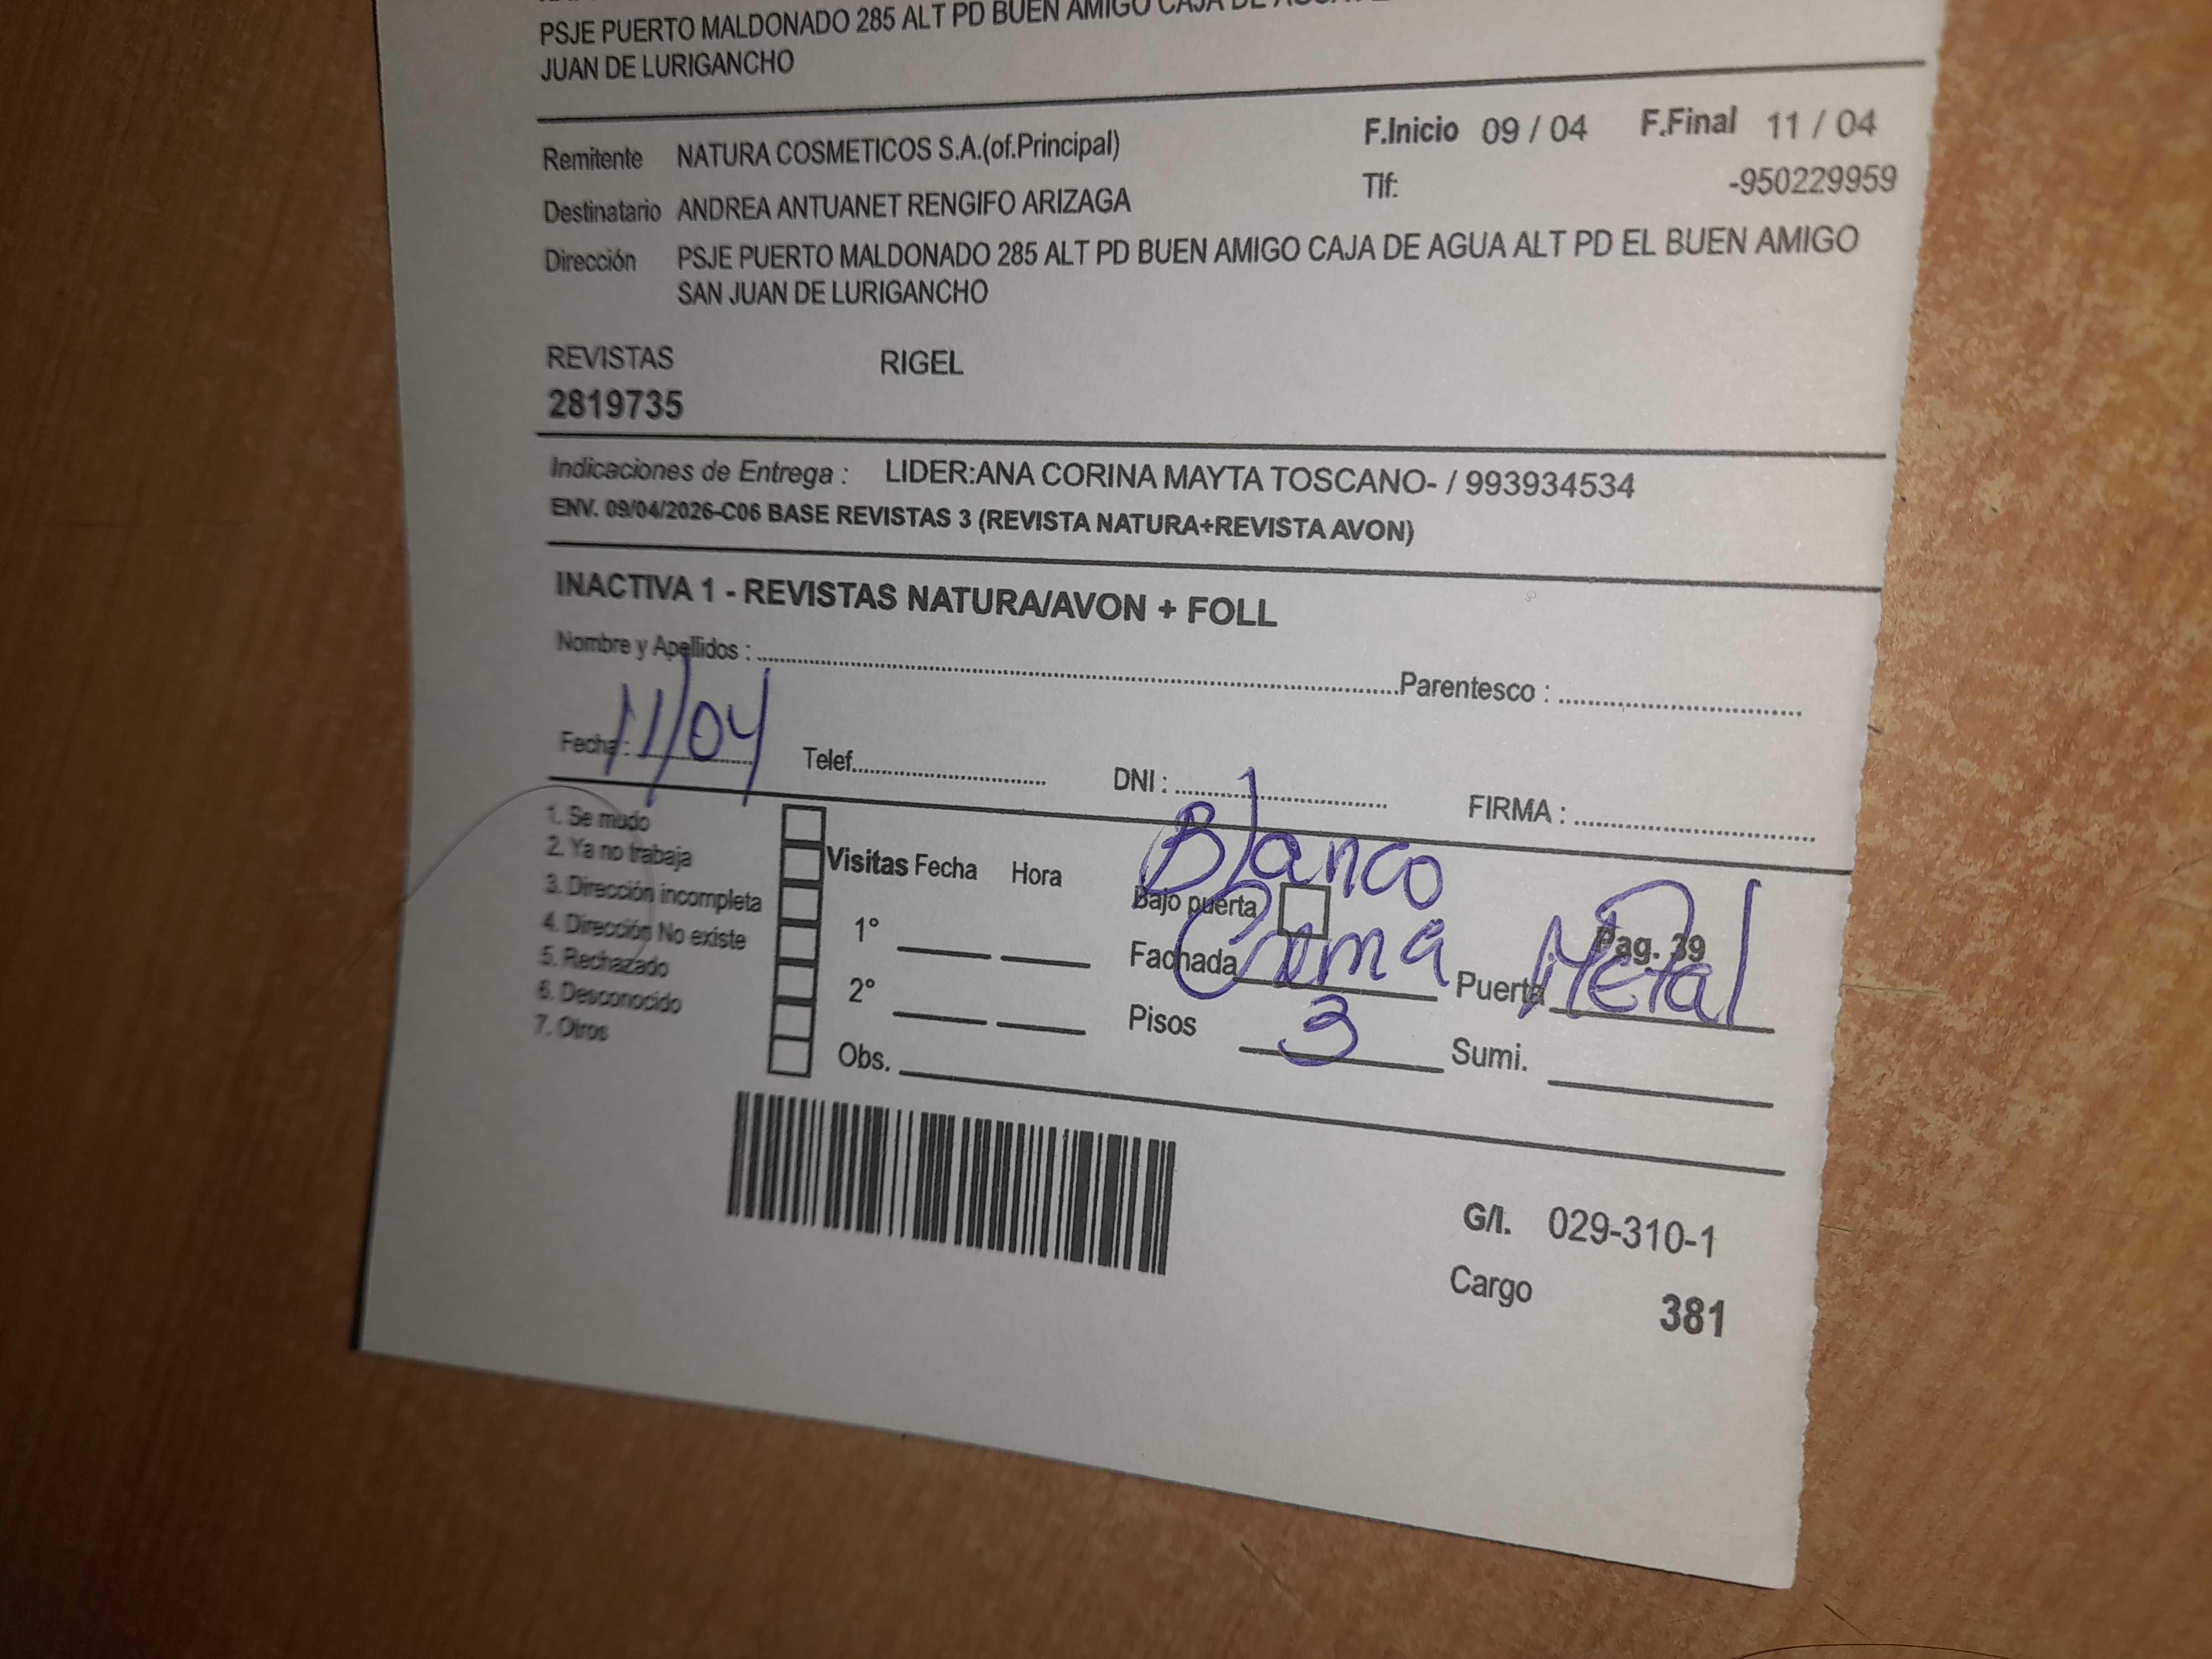 PSJE PUERTO MALDONADO 285 ALT PD BUEN AMIGO CAJA DE
JUAN DE LURIGANCHO
F.Inicio 09 / 04 F.Final 11 / 04
Remitente NATURA COSMETICOS S.A.(of.Principal)
Tlf: -950229959
Destinatario ANDREA ANTUANET RENGIFO ARIZAGA
Dirección PSJE PUERTO MALDONADO 285 ALT PD BUEN AMIGO CAJA DE AGUA ALT PD EL BUEN AMIGO
SAN JUAN DE LURIGANCHO
REVISTAS RIGEL
2819735
Indicaciones de Entrega : LIDER:ANA CORINA MAYTA TOSCANO- / 993934534
ENV. 09/04/2026-C06 BASE REVISTAS 3 (REVISTA NATURA+REVISTA AVON)
INACTIVA 1 - REVISTAS NATURA/AVON + FOLL
Nombre y Apellidos : Parentesco :
Fecha : 11/04 Telef. DNI : FIRMA :
1. Se mudo
2. Ya no trabaja
3. Dirección incompleta
4. Dirección No existe
5. Rechazado
6. Desconocido
7. Otros
Visitas Fecha Hora
1°
2°
Obs.
Blanco
Bajo puerta
Pag. 39
Fachada Crema Puerta Metal
Pisos 3 Sumi.
G/I. 029-310-1
Cargo 381